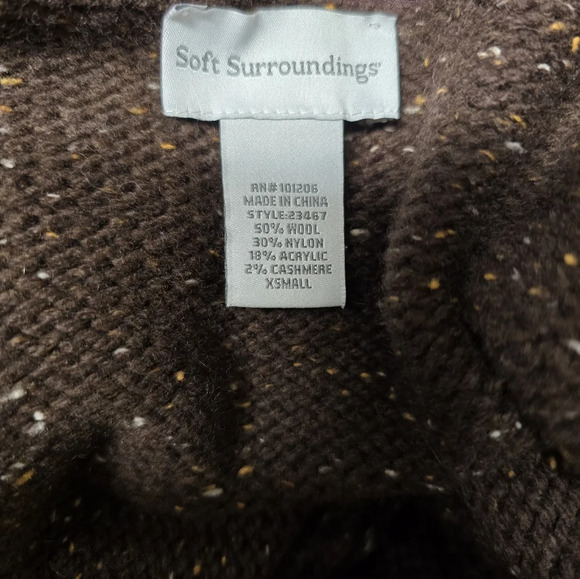 Soft Surroundings
RN#101206
MADE IN CHINA
STYLE:23467
50% WOOL
30% NYLON
18% ACRYLIC
2% CASHMERE
XSMALL